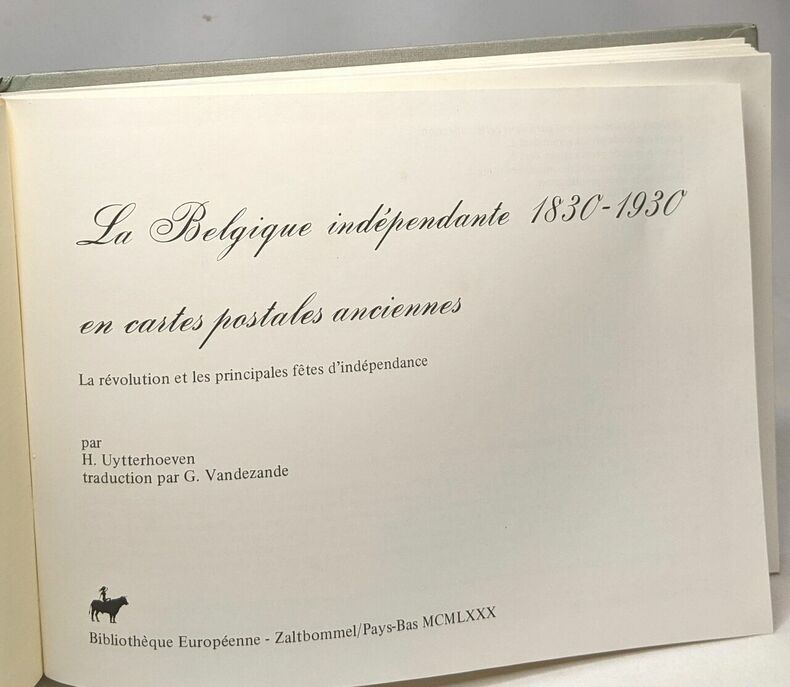 La Belgique indépendante 1830-1930
en cartes postales anciennes
La révolution et les principales fêtes d'indépendance
par
H. Uytterhoeven
traduction par G. Vandezande
Bibliothèque Européenne - Zaltbommel/Pays-Bas MCMLXXX